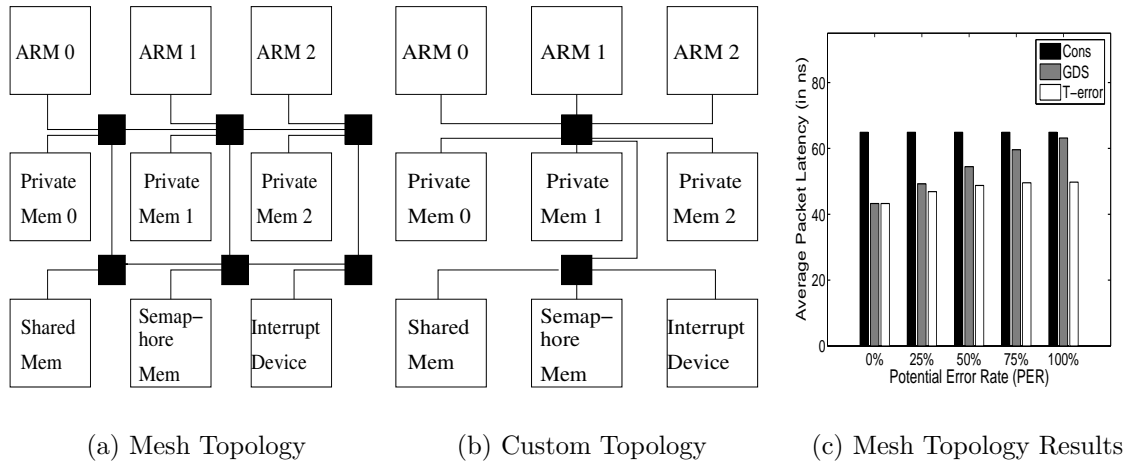 ARM 0
ARM 1
ARM 2
Private
Mem 0
Private
Mem 1
Private
Mem 2
Shared
Mem
Semap-
hore
Mem
Interrupt
Device
(a) Mesh Topology
ARM 0
ARM 1
ARM 2
Private
Mem 0
Private
Mem 1
Private
Mem 2
Shared
Mem
Semap-
hore
Mem
Interrupt
Device
(b) Custom Topology
Average Packet Latency (in ns)
80
60
40
20
0
Cons
GDS
T-error
0% 25% 50% 75% 100%
Potential Error Rate (PER)
(c) Mesh Topology Results